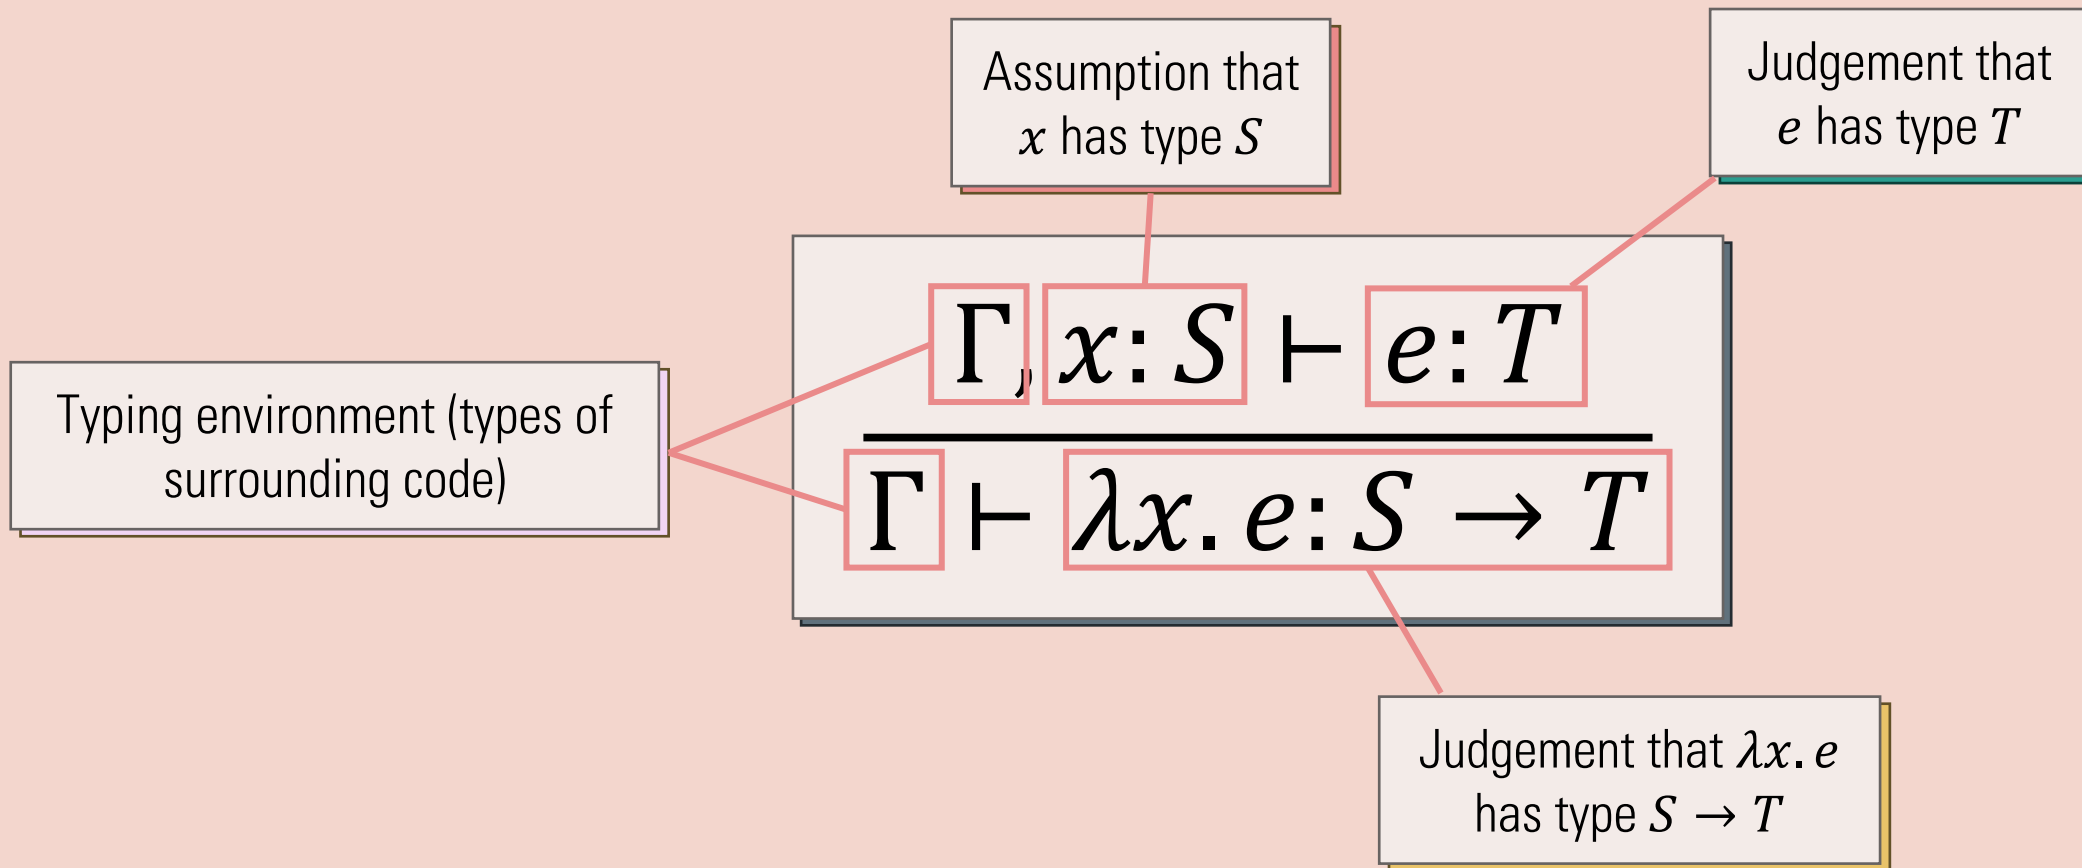 Assumption that
x has type S
Judgement that
e has type T
Γ, x: S ⊢ e: T
Typing environment (types of
surrounding code)
Γ ⊢ λx. e: S → T
Judgement that λx. e
has type S → T